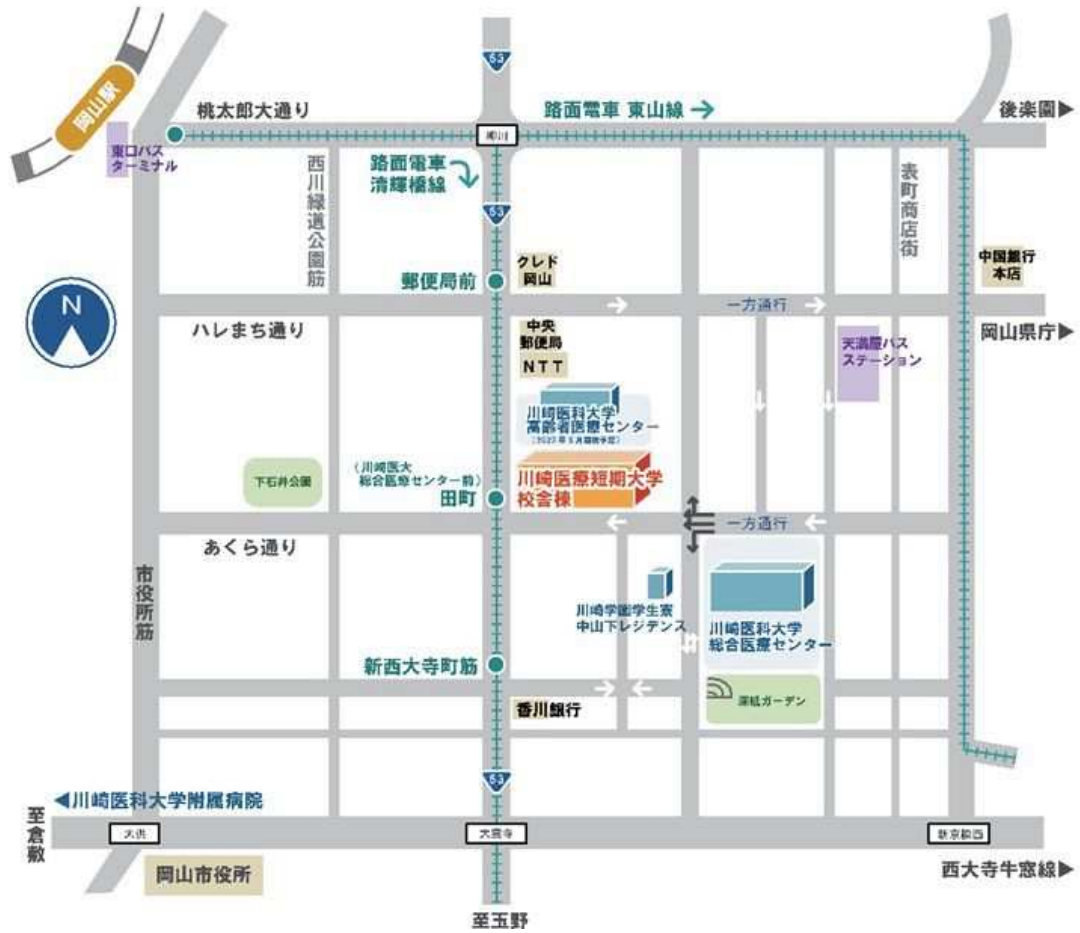 53
岡山駅
桃太郎大通り
路面電車 東山線→
後楽園▶
東口バス
ターミナル
柳川
路面電車
清輝橋線
西川緑道公園筋
表町商店街
53
クレド
岡山
郵便局前
中国銀行
本店
N
一方通行
ハレまち通り
中央
郵便局
NTT
天満屋バス
ステーション
岡山県庁▶
川崎医科大学
高齢者医療センター
下石井公園
(川崎医大
総合医療センター前)
田町
川崎医療短期大学
校舎棟
一方通行
あくら通り
市役所筋
川崎学園学生寮
中山下レジデンス
川崎医科大学
総合医療センター
新西大寺町筋
香川銀行
深柢ガーデン
53
◀川崎医科大学附属病院
至倉敷
大供
大雲寺
新京橋西
岡山市役所
西大寺牛窓線▶
至玉野